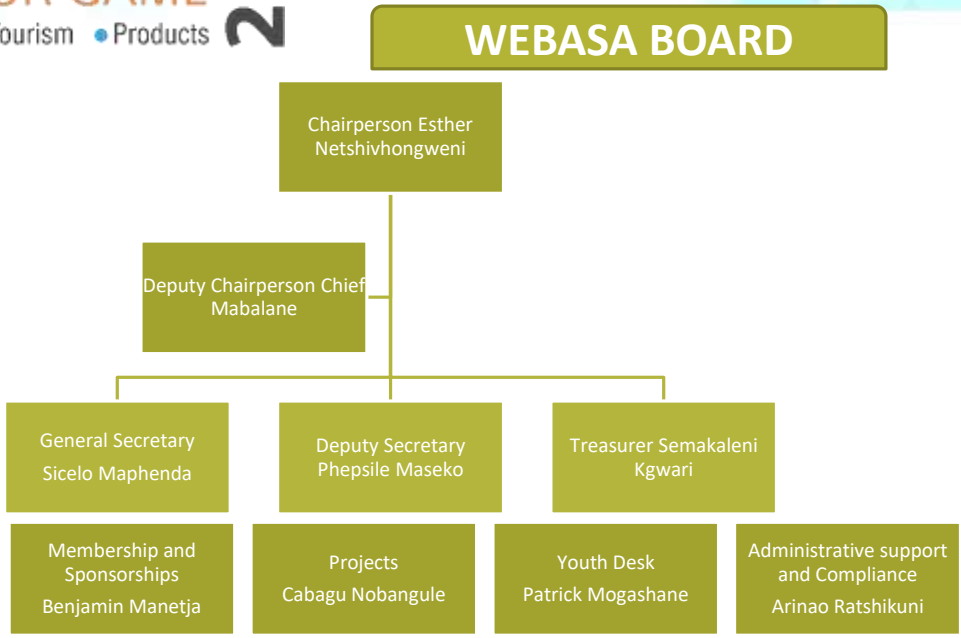 Tourism • Products
WEBASA BOARD
Chairperson Esther
Netshivhongweni
Deputy Chairperson Chief
Mabalane
General Secretary
Sicelo Maphenda
Deputy Secretary
Phepsile Maseko
Treasurer Semakaleni
Kgwari
Membership and
Sponsorships
Benjamin Manetja
Projects
Cabagu Nobangule
Youth Desk
Patrick Mogashane
Administrative support
and Compliance
Arinao Ratshikuni